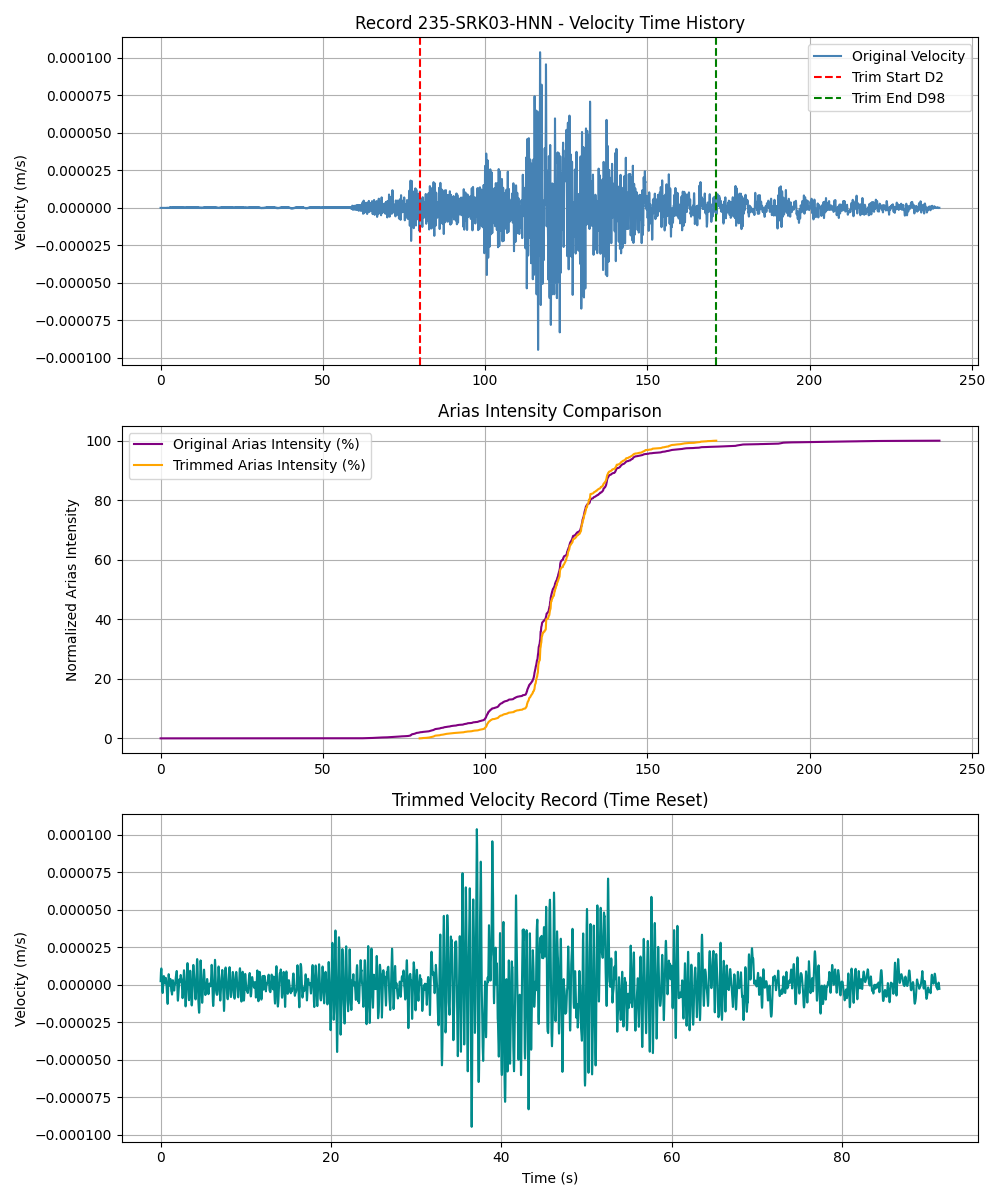 Record 235-SRK03-HNN - Velocity Time History
Velocity (m/s)
0.000100
0.000075
0.000050
0.000025
0.000000
−0.000025
−0.000050
−0.000075
−0.000100
Original Velocity
Trim Start D2
Trim End D98
0 50 100 150 200 250
Arias Intensity Comparison
Normalized Arias Intensity
100
80
60
40
20
0
Original Arias Intensity (%)
Trimmed Arias Intensity (%)
0 50 100 150 200 250
Trimmed Velocity Record (Time Reset)
Velocity (m/s)
0.000100
0.000075
0.000050
0.000025
0.000000
−0.000025
−0.000050
−0.000075
−0.000100
0 20 40 60 80
Time (s)